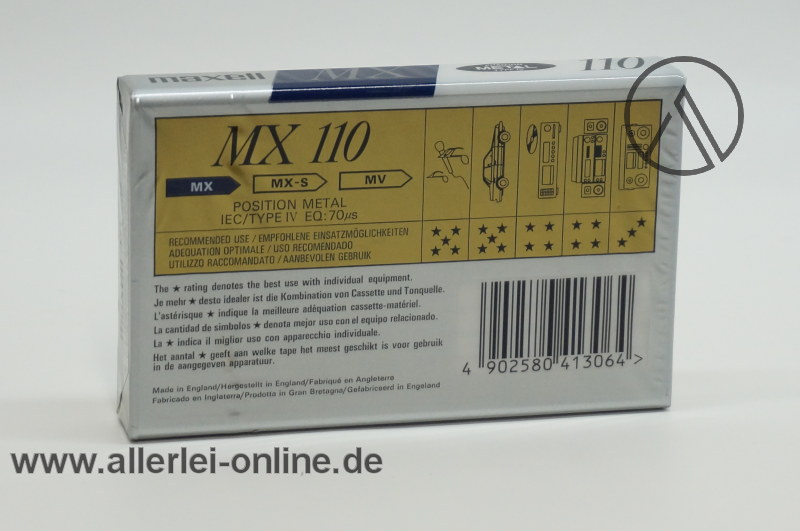 maxell MX METAL 110
MX 110
MX MX-S MV
POSITION METAL
IEC/TYPE IV EQ:70µs
RECOMMENDED USE / EMPFOHLENE EINSATZMÖGLICHKEITEN
ADEQUATION OPTIMALE / USO RECOMENDADO
UTILIZZO RACCOMANDATO / AANBEVOLEN GEBRUIK
The ★ rating denotes the best use with individual equipment.
Je mehr ★ desto idealer ist die Kombination von Cassette und Tonquelle.
L'astérisque ★ indique la meilleure adéquation cassette-matériel.
La cantidad de simbolos ★ denota mejor uso con el equipo relacionado.
La ★ indica il miglior uso con apparecchio individuale.
Het aantal ★ geeft aan welke tape het meest geschikt is voor gebruik
in de aangegeven apparatuur.
Made in England/Hergestellt in England/Fabriqué en Angleterre
Fabricado en Ingleterre/Prodotto in Gran Bretagna/Gefabriceerd in Engeland
4 902580 413064 >
www.allerlei-online.de